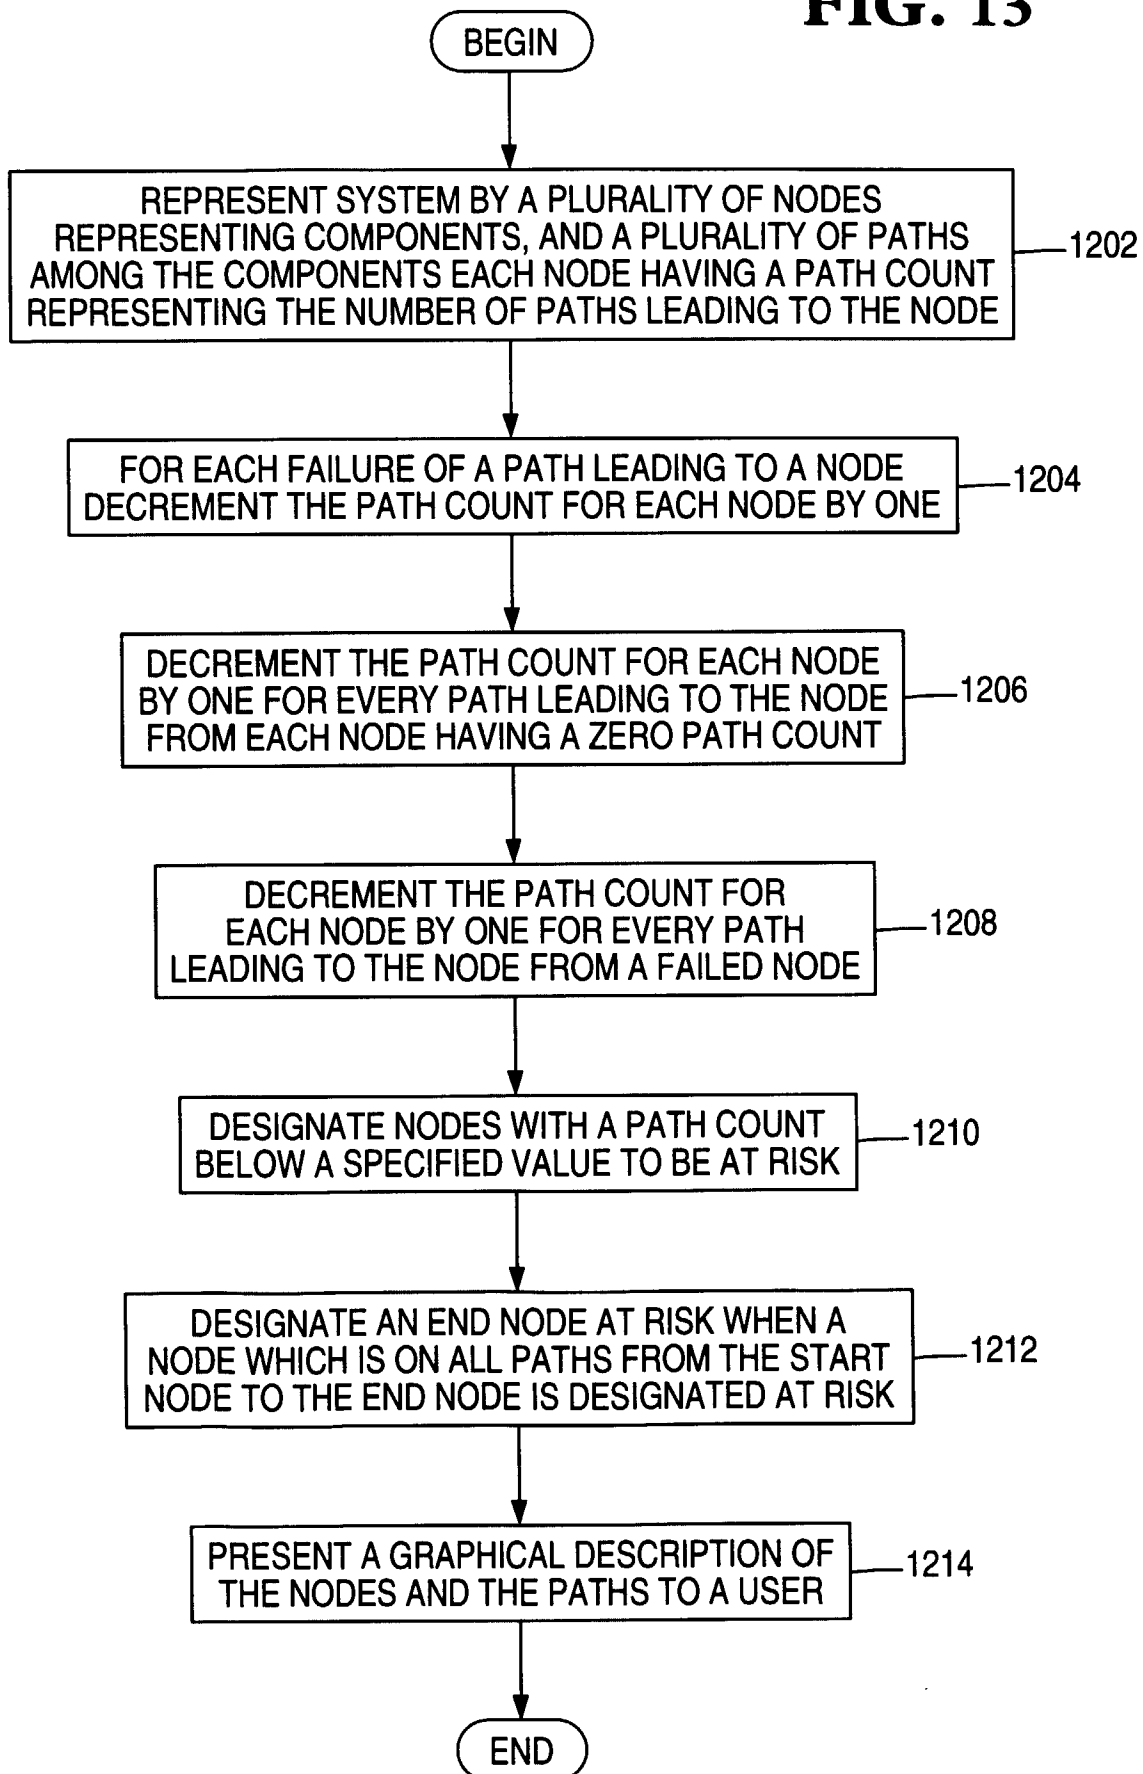 FIG. 13
BEGIN
REPRESENT SYSTEM BY A PLURALITY OF NODES
REPRESENTING COMPONENTS, AND A PLURALITY OF PATHS
AMONG THE COMPONENTS EACH NODE HAVING A PATH COUNT
REPRESENTING THE NUMBER OF PATHS LEADING TO THE NODE
1202
FOR EACH FAILURE OF A PATH LEADING TO A NODE
DECREMENT THE PATH COUNT FOR EACH NODE BY ONE
1204
DECREMENT THE PATH COUNT FOR EACH NODE
BY ONE FOR EVERY PATH LEADING TO THE NODE
FROM EACH NODE HAVING A ZERO PATH COUNT
1206
DECREMENT THE PATH COUNT FOR
EACH NODE BY ONE FOR EVERY PATH
LEADING TO THE NODE FROM A FAILED NODE
1208
DESIGNATE NODES WITH A PATH COUNT
BELOW A SPECIFIED VALUE TO BE AT RISK
1210
DESIGNATE AN END NODE AT RISK WHEN A
NODE WHICH IS ON ALL PATHS FROM THE START
NODE TO THE END NODE IS DESIGNATED AT RISK
1212
PRESENT A GRAPHICAL DESCRIPTION OF
THE NODES AND THE PATHS TO A USER
1214
END